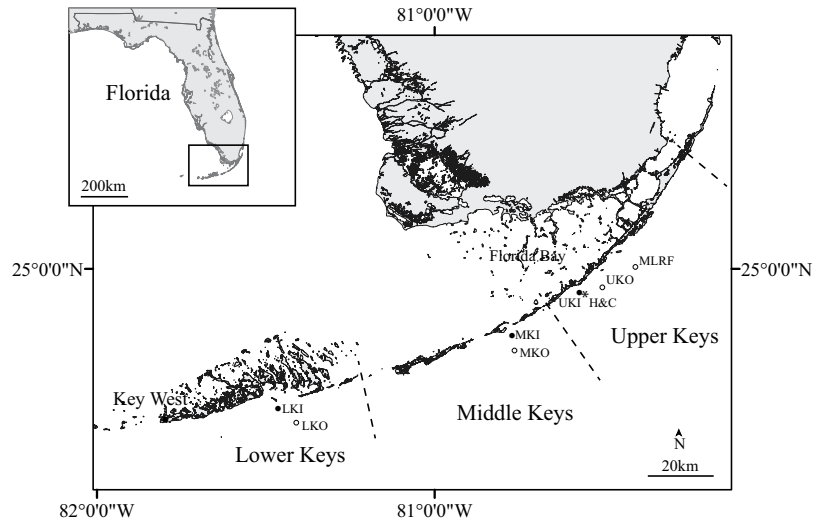 81°0'0"W
Florida
200km
25°0'0"N
25°0'0"N
Florida Bay
MLRF
UKO
UKI
* H&C
Upper Keys
MKI
MKO
Middle Keys
Key West
LKI
LKO
Lower Keys
N
20km
82°0'0"W
81°0'0"W